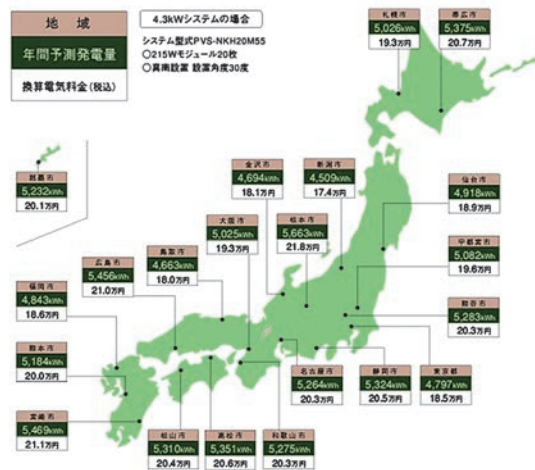 地域
年間予測発電量
換算電気料金(税込)
4.3kWシステムの場合
システム型式PVS-NKH20M55
○215Wモジュール20枚
○真南設置 設置角度30度
札幌市
5,026kWh
19.3万円
帯広市
5,375kWh
20.7万円
那覇市
5,232kWh
20.1万円
金沢市
4,694kWh
18.1万円
新潟市
4,509kWh
17.4万円
仙台市
4,918kWh
18.9万円
大阪市
5,025kWh
19.3万円
松本市
5,663kWh
21.8万円
宇都宮市
5,082kWh
19.6万円
広島市
5,456kWh
21.0万円
鳥取市
4,663kWh
18.0万円
福岡市
4,843kWh
18.6万円
熊谷市
5,283kWh
20.3万円
熊本市
5,184kWh
20.0万円
名古屋市
5,264kWh
20.3万円
静岡市
5,324kWh
20.5万円
東京都
4,797kWh
18.5万円
宮崎市
5,469kWh
21.1万円
松山市
5,310kWh
20.4万円
高松市
5,351kWh
20.6万円
和歌山市
5,275kWh
20.3万円